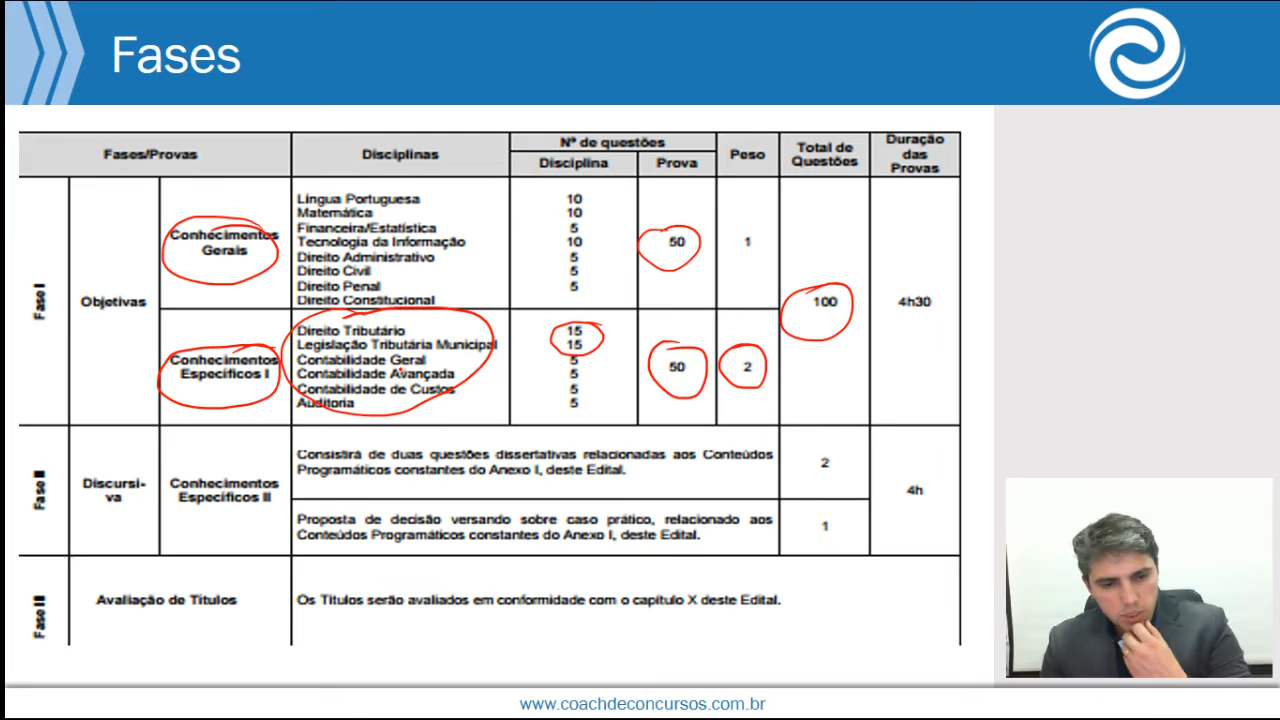 Fases
Fases/Provas
Disciplinas
Nº de questões
Disciplina
Prova
Peso
Total de
Questões
Duração
das
Provas
Fase I
Objetivas
Conhecimentos
Gerais
Língua Portuguesa
Matemática
Financeira/Estatística
Tecnologia da Informação
Direito Administrativo
Direito Civil
Direito Penal
Direito Constitucional
10
10
5
10
5
5
5
50
1
100
4h30
Conhecimentos
Específicos I
Direito Tributário
Legislação Tributária Municipal
Contabilidade Geral
Contabilidade Avançada
Contabilidade de Custos
Auditoria
15
15
5
5
5
5
50
2
Fase II
Discursi-
va
Conhecimentos
Específicos II
Consistirá de duas questões dissertativas relacionadas aos Conteúdos
Programáticos constantes do Anexo I, deste Edital.
2
4h
Proposta de decisão versando sobre caso prático, relacionado aos
Conteúdos Programáticos constantes do Anexo I, deste Edital.
1
Fase III
Avaliação de Títulos
Os Títulos serão avaliados em conformidade com o capítulo X deste Edital.
www.coachdeconcursos.com.br